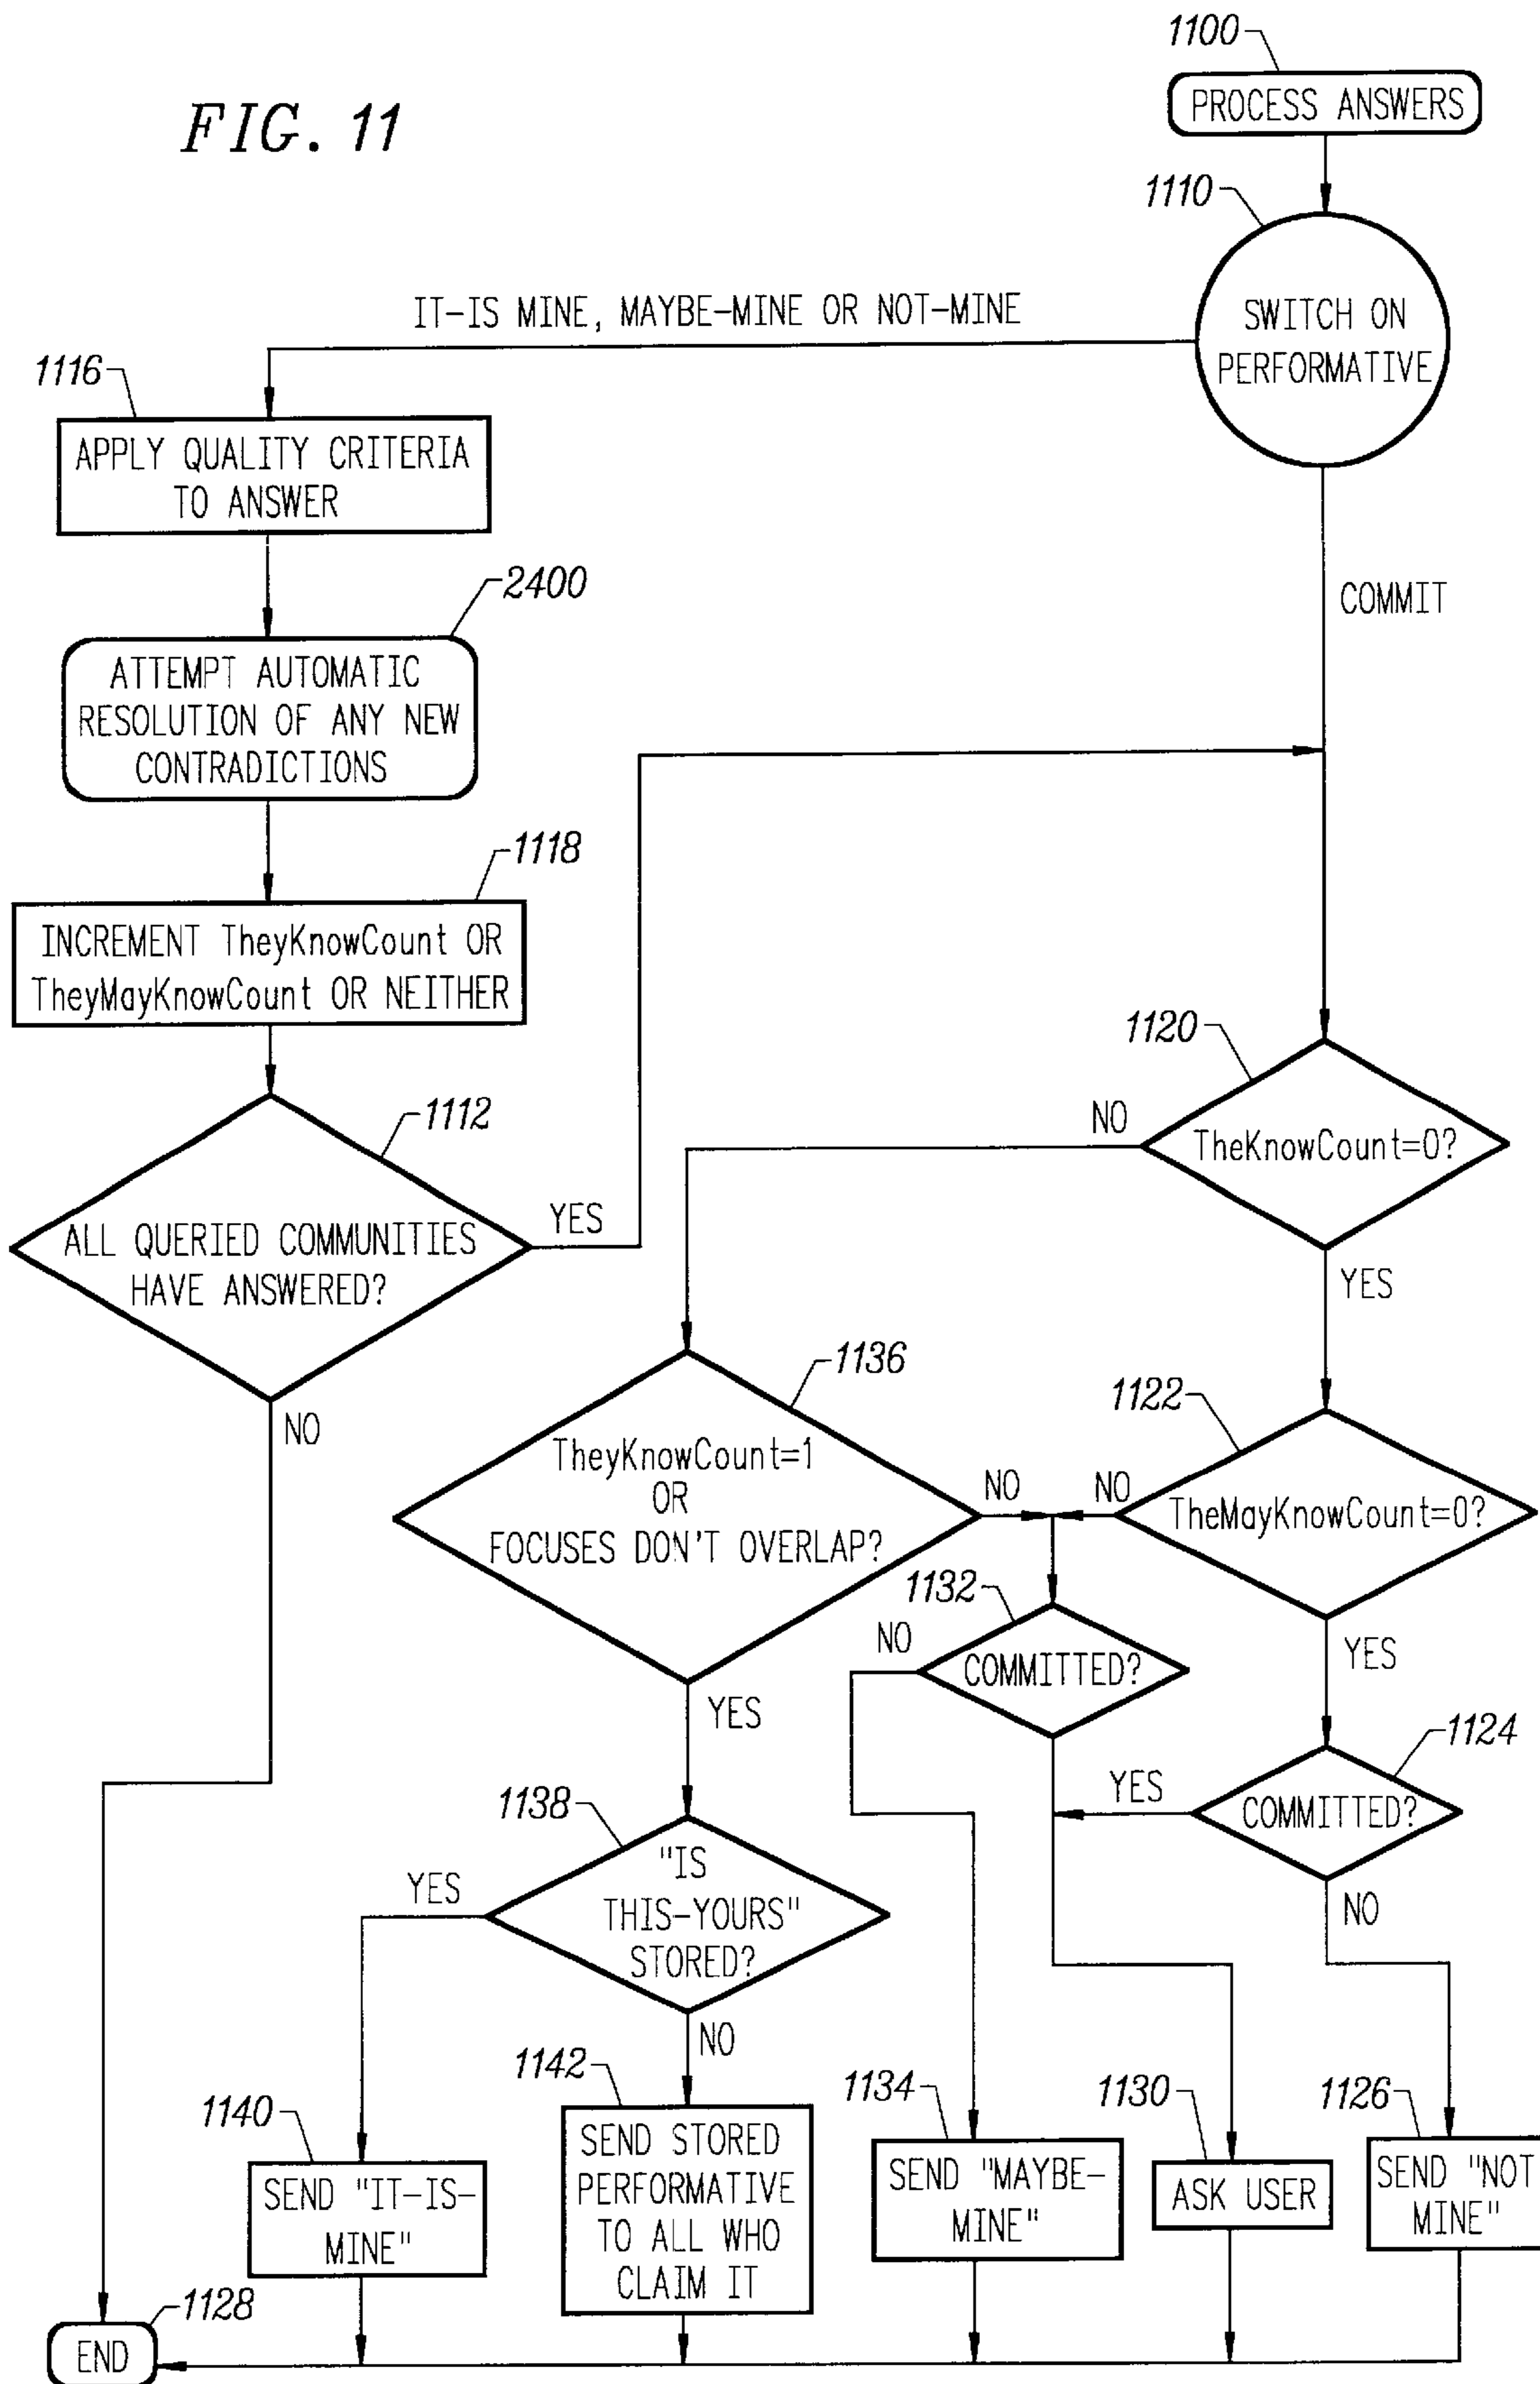 FIG. 11
1100
PROCESS ANSWERS
1110
SWITCH ON
PERFORMATIVE
IT-IS MINE, MAYBE-MINE OR NOT-MINE
COMMIT
1116
APPLY QUALITY CRITERIA
TO ANSWER
2400
ATTEMPT AUTOMATIC
RESOLUTION OF ANY NEW
CONTRADICTIONS
1118
INCREMENT TheyKnowCount OR
TheyMayKnowCount OR NEITHER
1112
ALL QUERIED COMMUNITIES
HAVE ANSWERED?
YES
NO
1120
TheKnowCount=0?
NO
YES
1136
TheyKnowCount=1
OR
FOCUSES DON'T OVERLAP?
NO
YES
1122
TheMayKnowCount=0?
NO
YES
1132
COMMITTED?
NO
1124
COMMITTED?
YES
NO
1138
"IS
THIS-YOURS"
STORED?
YES
NO
1140
SEND "IT-IS-
MINE"
1142
SEND STORED
PERFORMATIVE
TO ALL WHO
CLAIM IT
1134
SEND "MAYBE-
MINE"
1130
ASK USER
1126
SEND "NOT
MINE"
1128
END